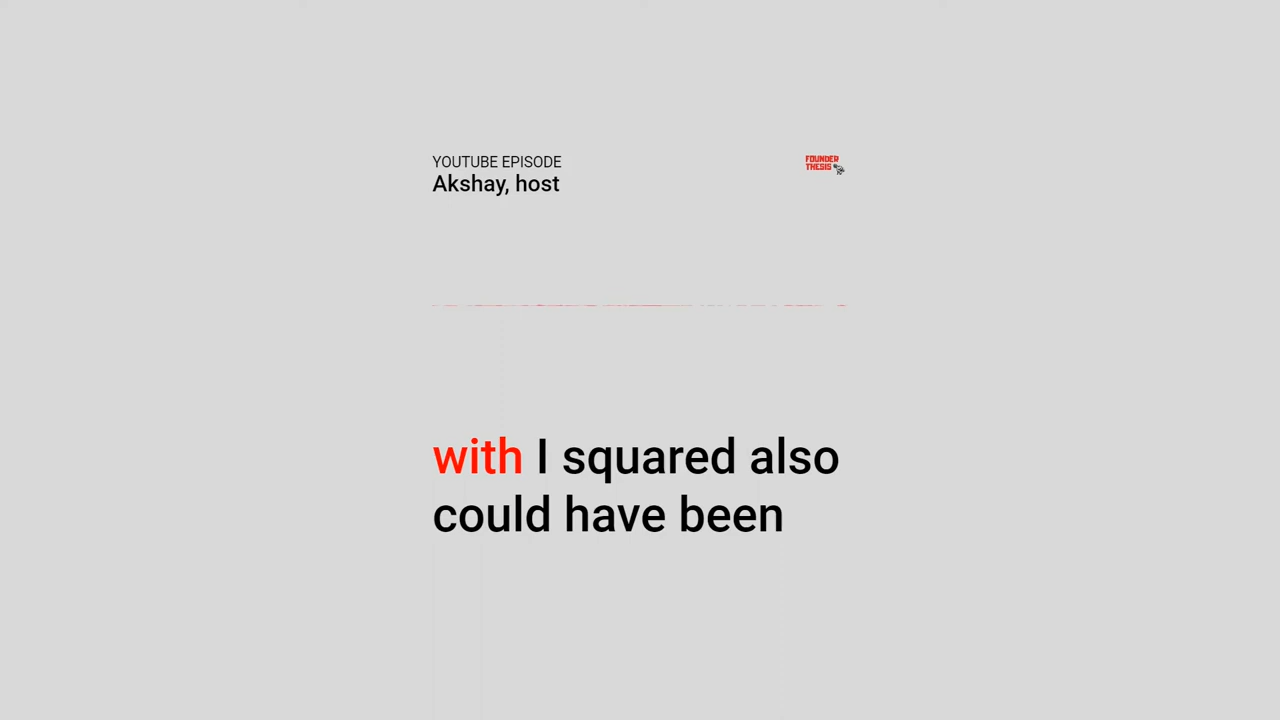 YOUTUBE EPISODE
Akshay, host
FOUNDER
THESIS
with I squared also
could have been